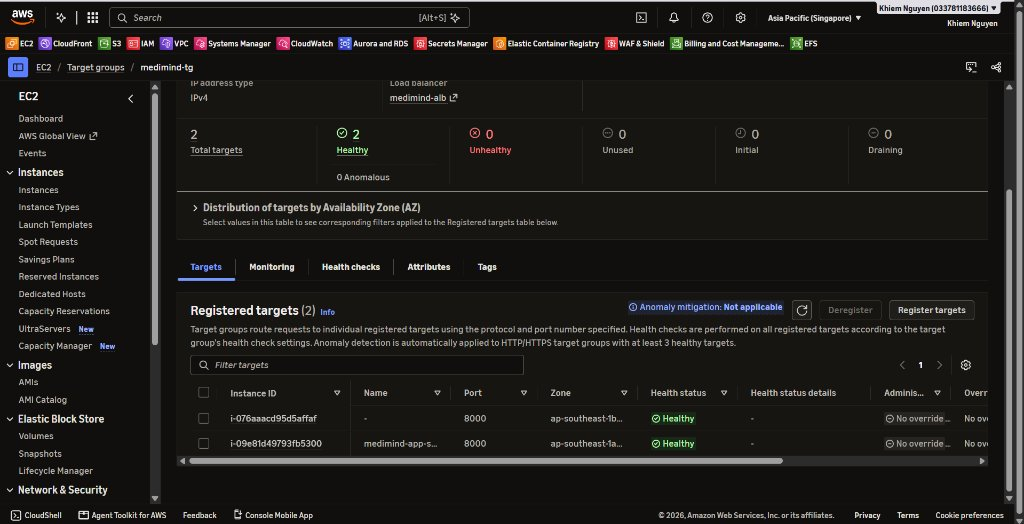 Khiem Nguyen (033781183666)
aws
Search [Alt+S]
Asia Pacific (Singapore)
Khiem Nguyen
EC2 CloudFront S3 IAM VPC Systems Manager CloudWatch Aurora and RDS Secrets Manager Elastic Container Registry WAF & Shield Billing and Cost Manageme... EFS
EC2 / Target groups / medimind-tg
EC2
Dashboard
AWS Global View
Events
Instances
Instances
Instance Types
Launch Templates
Spot Requests
Savings Plans
Reserved Instances
Dedicated Hosts
Capacity Reservations
UltraServers New
Capacity Manager New
Images
AMIs
AMI Catalog
Elastic Block Store
Volumes
Snapshots
Lifecycle Manager
Network & Security
IP address type
IPv4
Load balancer
medimind-alb
2
Total targets
2
Healthy
0 Anomalous
0
Unhealthy
0
Unused
0
Initial
0
Draining
Distribution of targets by Availability Zone (AZ)
Select values in this table to see corresponding filters applied to the Registered targets table below.
Targets Monitoring Health checks Attributes Tags
Registered targets (2) Info
Anomaly mitigation: Not applicable
Deregister
Register targets
Target groups route requests to individual registered targets using the protocol and port number specified. Health checks are performed on all registered targets according to the target
group's health check settings. Anomaly detection is automatically applied to HTTP/HTTPS target groups with at least 3 healthy targets.
Filter targets
1
Instance ID Name Port Zone Health status Health status details Adminis... Overr
i-076aaacd95d5affaf - 8000 ap-southeast-1b... Healthy - No override ... No ov
i-09e81d49793fb5300 medimind-app-s... 8000 ap-southeast-1a... Healthy - No override ... No ov
CloudShell Agent Toolkit for AWS Feedback Console Mobile App
© 2026, Amazon Web Services, Inc. or its affiliates. Privacy Terms Cookie preferences